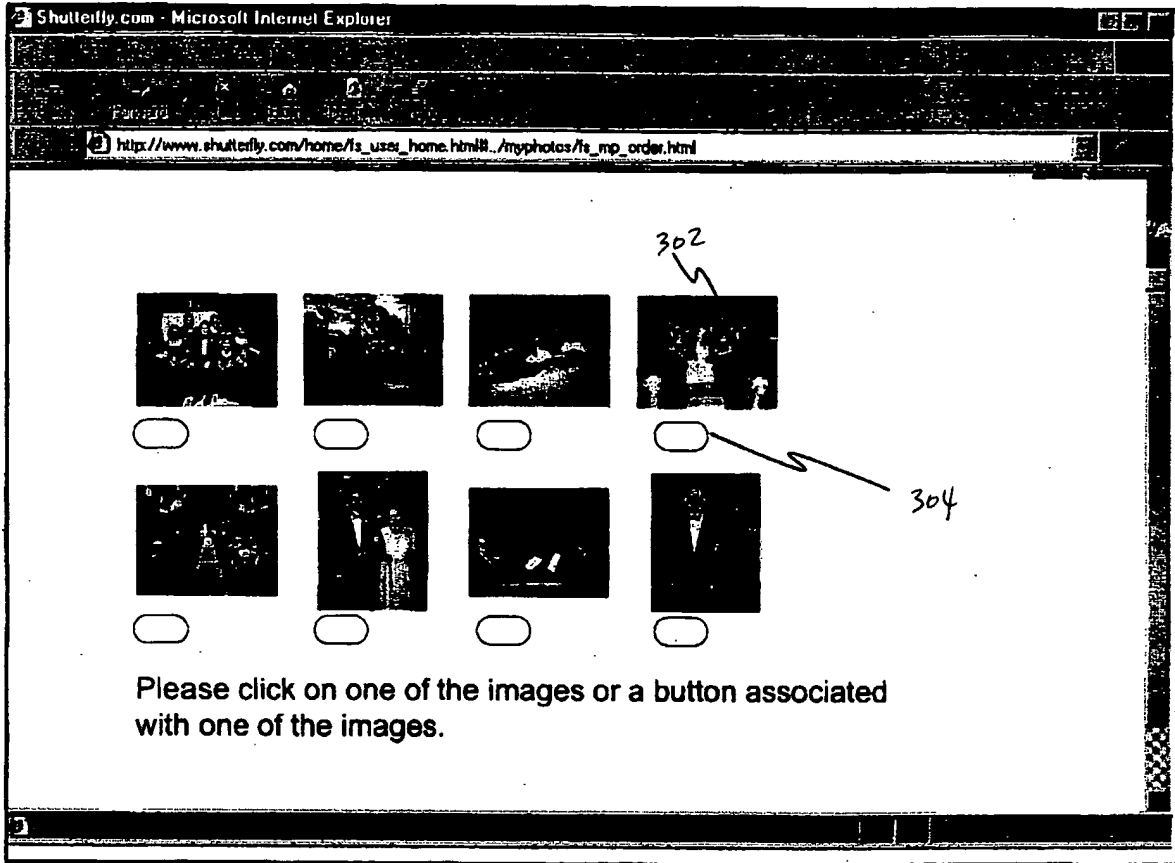 Shutterfly.com - Microsoft Internet Explorer
Forward
http://www.shutterfly.com/home/fs_user_home.html#../myphotos/fs_mp_order.html
302
304
Please click on one of the images or a button associated
with one of the images.